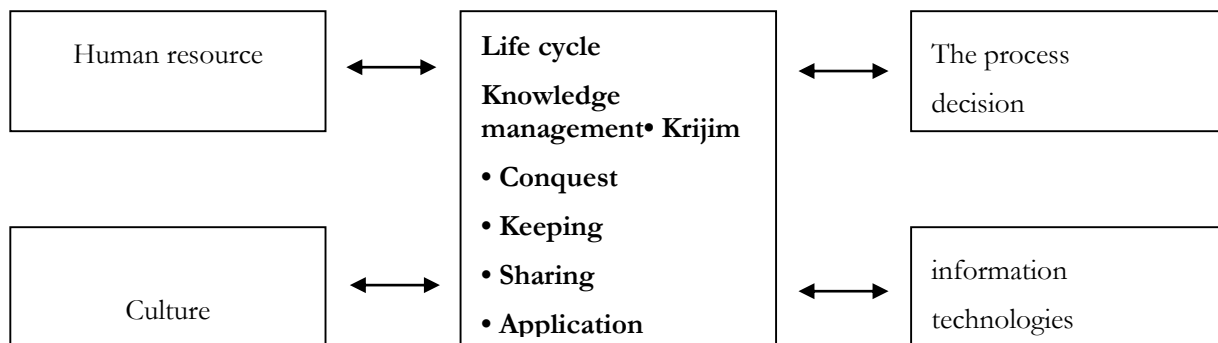 Human resource
Life cycle
Knowledge
management• Krijim
• Conquest
• Keeping
• Sharing
• Application
The process
decision
Culture
information
technologies